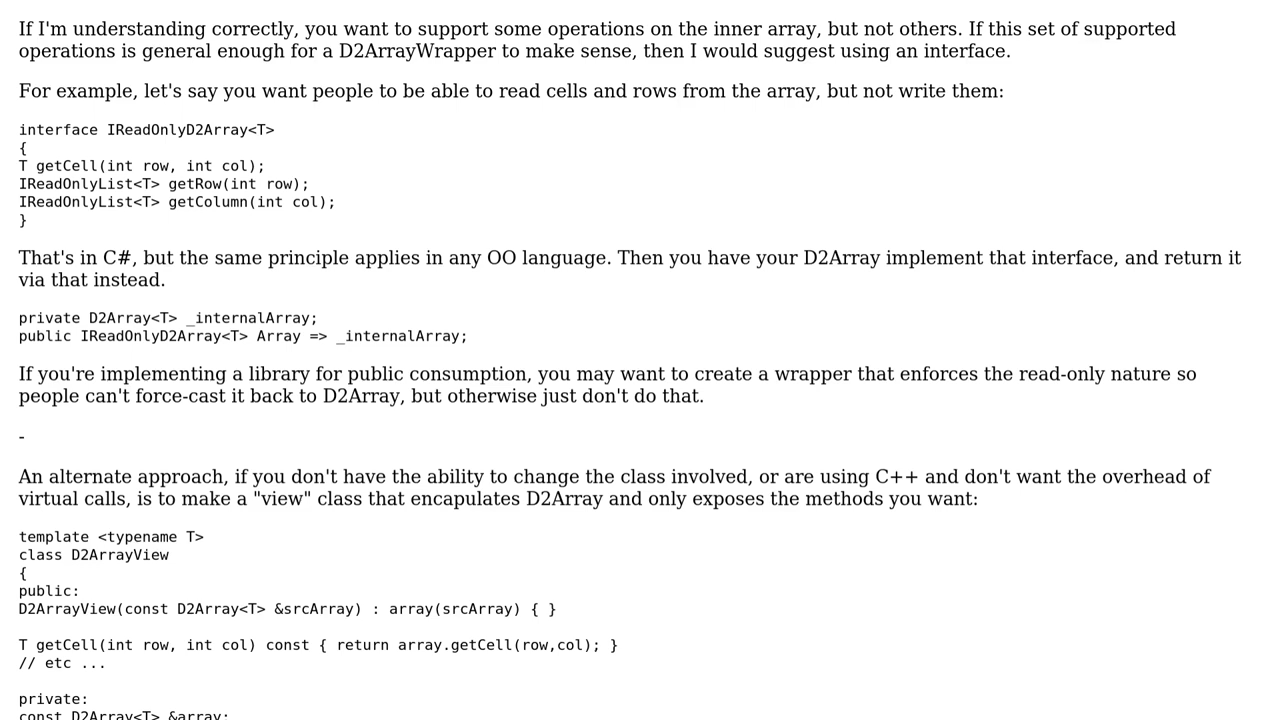 If I'm understanding correctly, you want to support some operations on the inner array, but not others. If this set of supported
operations is general enough for a D2ArrayWrapper to make sense, then I would suggest using an interface.
For example, let's say you want people to be able to read cells and rows from the array, but not write them:
interface IReadOnlyD2Array<T>
{
T getCell(int row, int col);
IReadOnlyList<T> getRow(int row);
IReadOnlyList<T> getColumn(int col);
}
That's in C#, but the same principle applies in any OO language. Then you have your D2Array implement that interface, and return it
via that instead.
private D2Array<T> _internalArray;
public IReadOnlyD2Array<T> Array => _internalArray;
If you're implementing a library for public consumption, you may want to create a wrapper that enforces the read-only nature so
people can't force-cast it back to D2Array, but otherwise just don't do that.
-
An alternate approach, if you don't have the ability to change the class involved, or are using C++ and don't want the overhead of
virtual calls, is to make a "view" class that encapulates D2Array and only exposes the methods you want:
template <typename T>
class D2ArrayView
{
public:
D2ArrayView(const D2Array<T> &srcArray) : array(srcArray) { }
T getCell(int row, int col) const { return array.getCell(row,col); }
// etc ...
private:
const D2Array<T> &array;